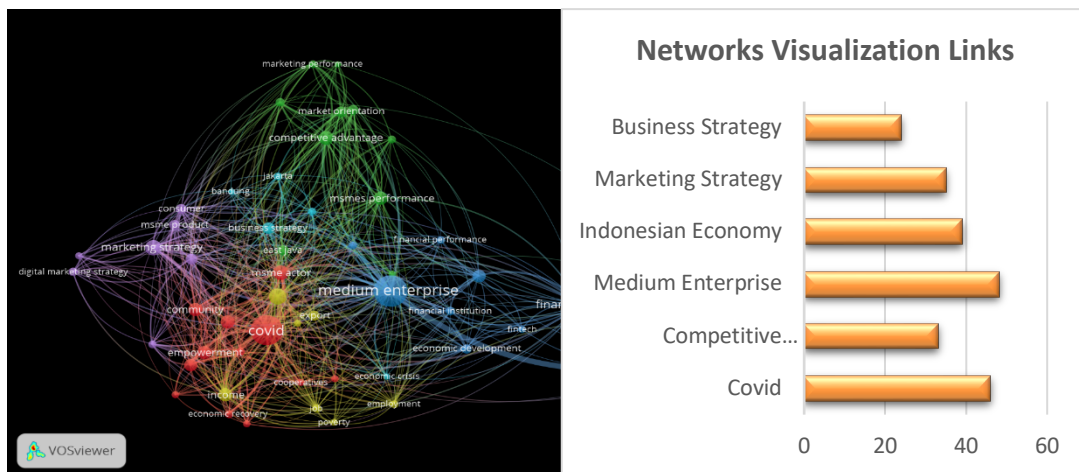 marketing performance
market orientation
competitive advantage
jakarta
bandung
msmes performance
consumer
msme product
business strategy
financial performance
marketing strategy
east java
digital marketing strategy
msme actor
medium enterprise
community
export
financial institution
covid
fintech
empowerment
economic development
cooperatives
economic crisis
income
job
employment
economic recovery
poverty
VOSviewer
Networks Visualization Links
Business Strategy
Marketing Strategy
Indonesian Economy
Medium Enterprise
Competitive...
Covid
0 20 40 60